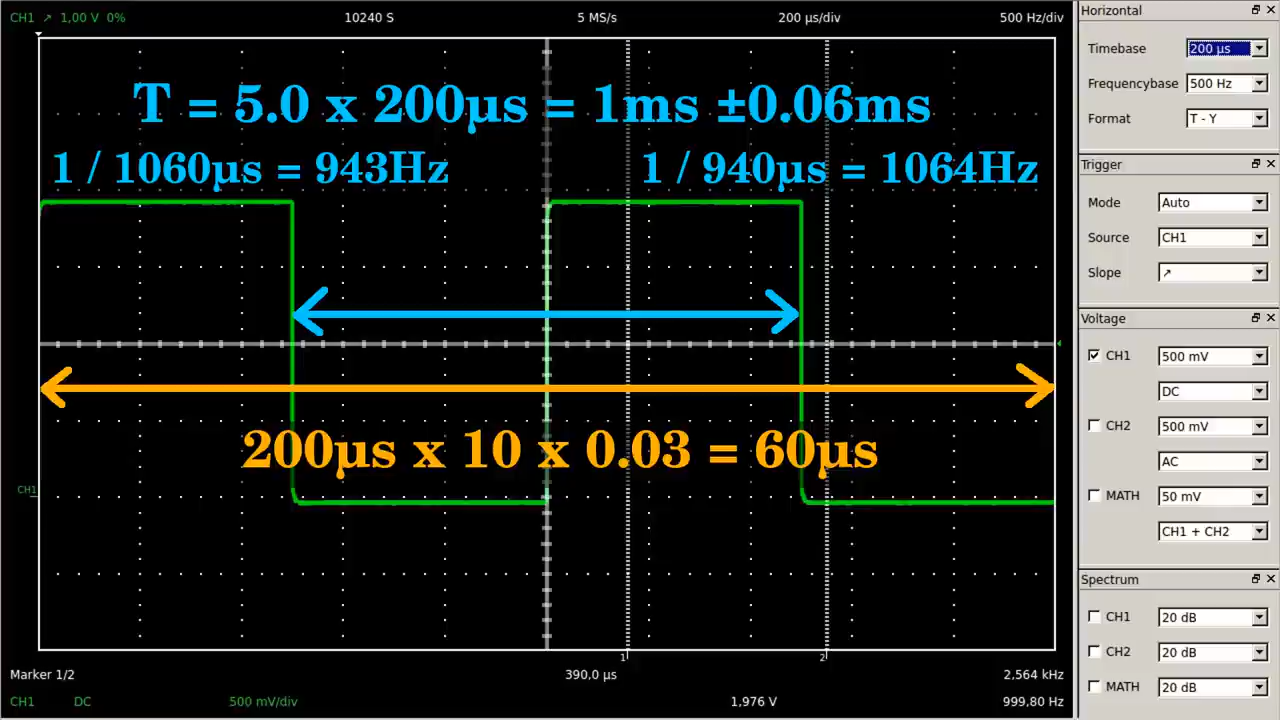 CH1 ↗ 1,00 V 0% 10240 S 5 MS/s 200 µs/div 500 Hz/div
T = 5.0 x 200µs = 1ms ±0.06ms
1 / 1060µs = 943Hz 1 / 940µs = 1064Hz
200µs x 10 x 0.03 = 60µs
CH1
1 2
Marker 1/2 390,0 µs 2,564 kHz
CH1 DC 500 mV/div 1,976 V 999,80 Hz
Horizontal
Timebase 200 µs
Frequencybase 500 Hz
Format T - Y
Trigger
Mode Auto
Source CH1
Slope ↗
Voltage
CH1 500 mV
DC
CH2 500 mV
AC
MATH 50 mV
CH1 + CH2
Spectrum
CH1 20 dB
CH2 20 dB
MATH 20 dB